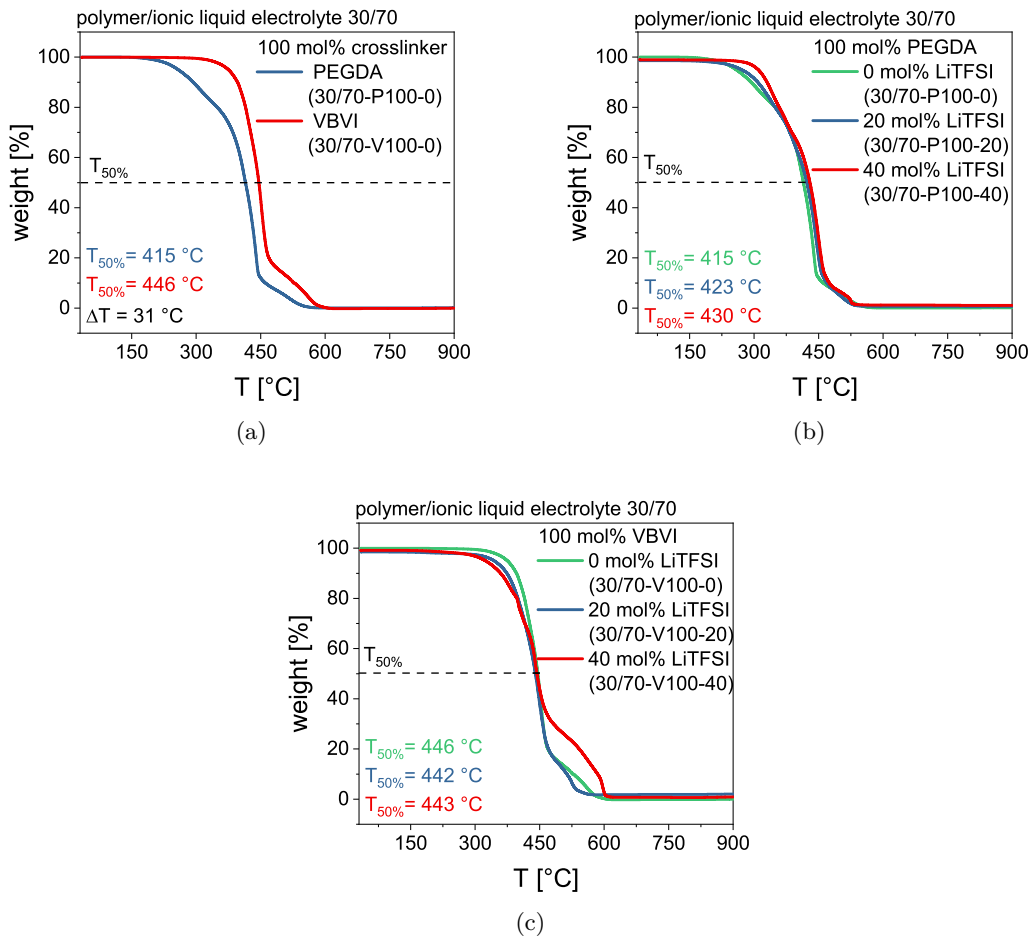 polymer/ionic liquid electrolyte 30/70
100 mol% crosslinker
PEGDA
(30/70-P100-0)
VBVI
(30/70-V100-0)
weight [%]
100
80
60
40
20
0
T50%
T50%= 415 °C
T50%= 446 °C
ΔT = 31 °C
150 300 450 600 750 900
T [°C]
(a)
polymer/ionic liquid electrolyte 30/70
100 mol% PEGDA
0 mol% LiTFSI
(30/70-P100-0)
20 mol% LiTFSI
(30/70-P100-20)
40 mol% LiTFSI
(30/70-P100-40)
weight [%]
100
80
60
40
20
0
T50%
T50%= 415 °C
T50%= 423 °C
T50%= 430 °C
150 300 450 600 750 900
T [°C]
(b)
polymer/ionic liquid electrolyte 30/70
100 mol% VBVI
0 mol% LiTFSI
(30/70-V100-0)
20 mol% LiTFSI
(30/70-V100-20)
40 mol% LiTFSI
(30/70-V100-40)
weight [%]
100
80
60
40
20
0
T50%
T50%= 446 °C
T50%= 442 °C
T50%= 443 °C
150 300 450 600 750 900
T [°C]
(c)